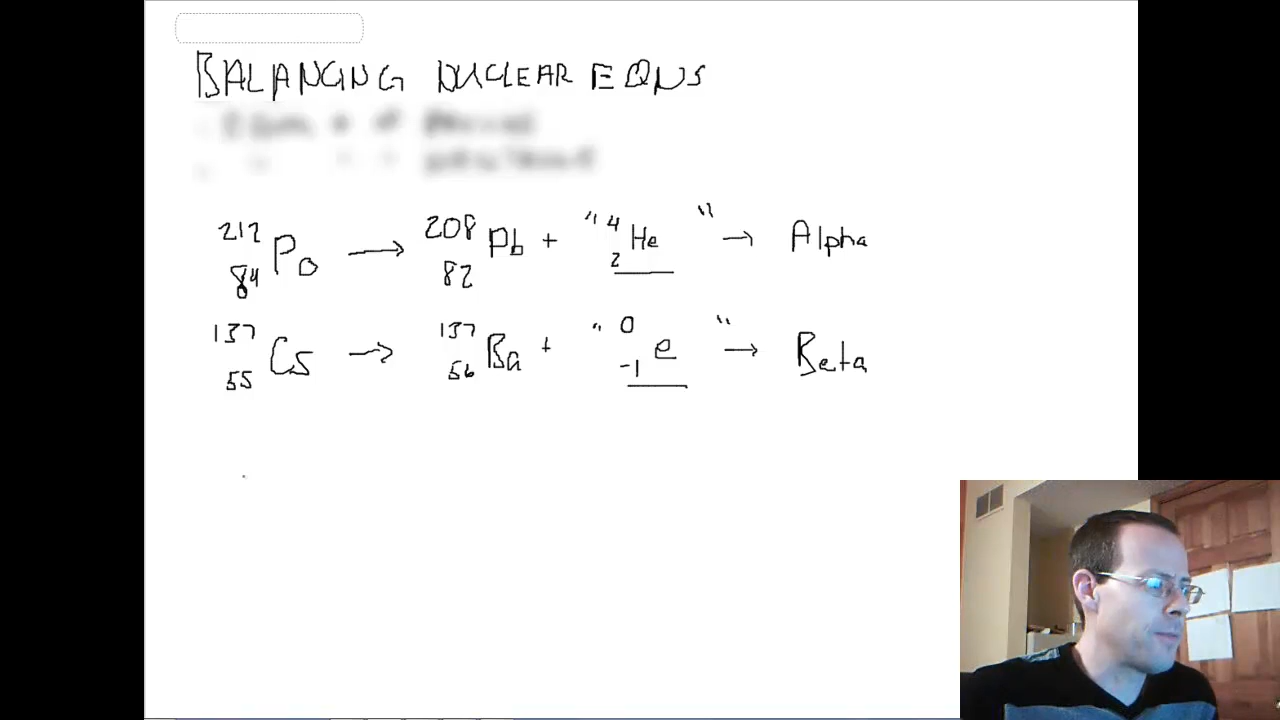 BALANCING NUCLEAR EQNS
212 84 Po → 208 82 Pb + " 4 2 He " → Alpha
137 55 Cs → 137 56 Ba + " 0 -1 e " → Beta